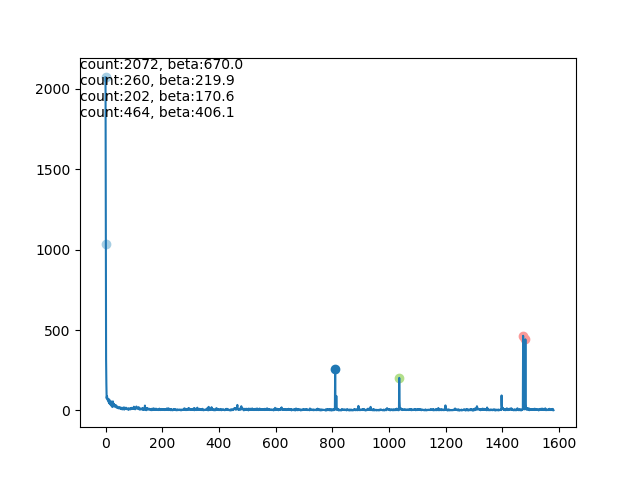 count:2072, beta:670.0
count:260, beta:219.9
count:202, beta:170.6
count:464, beta:406.1
2000
1500
1000
500
0
0 200 400 600 800 1000 1200 1400 1600